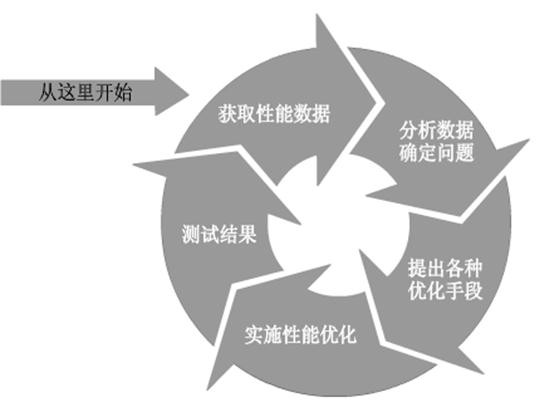 从这里开始
获取性能数据
分析数据
确定问题
提出各种
优化手段
实施性能优化
测试结果